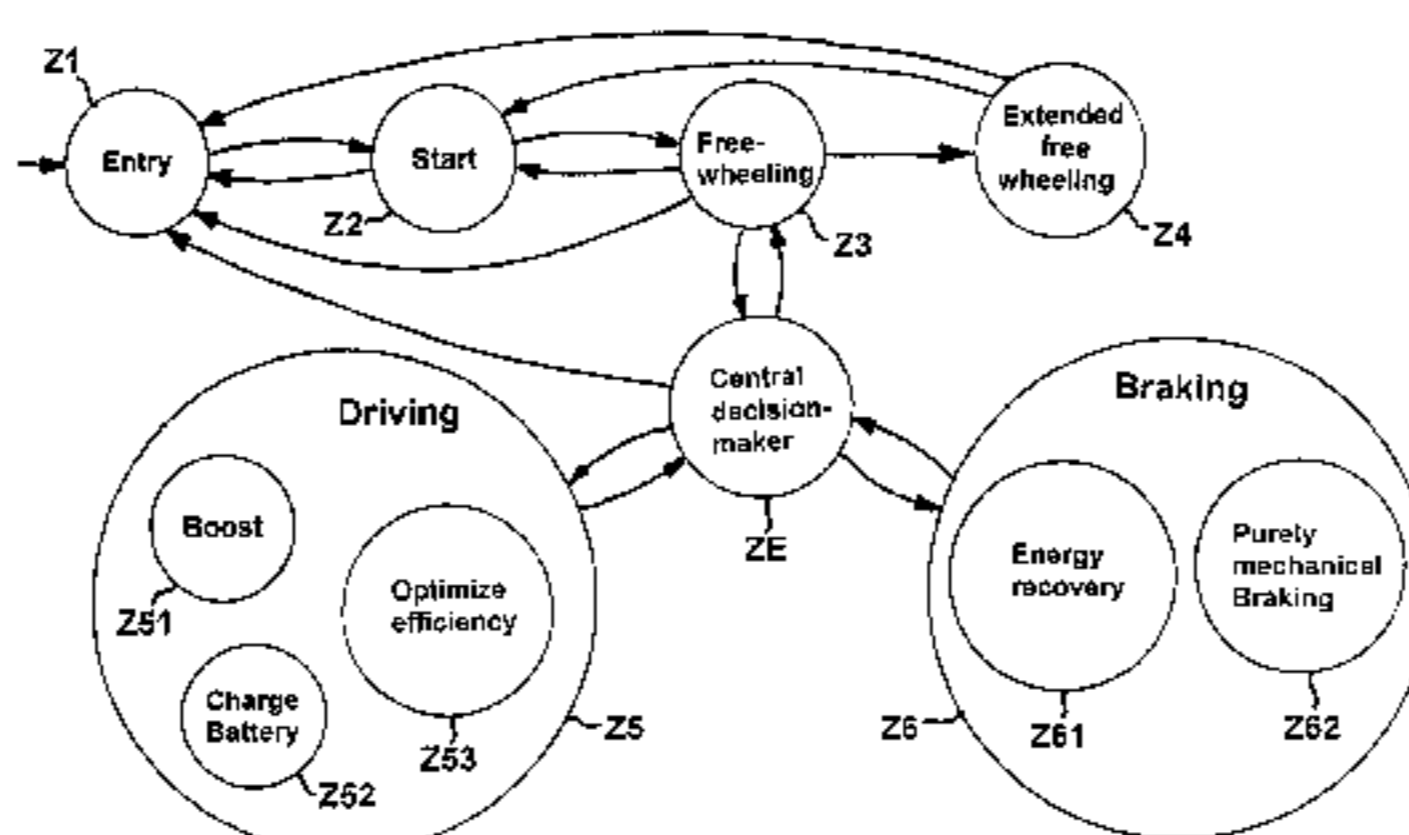 Z1
Entry
Start
Z2
Free-
wheeling
Z3
Extended
free
wheeling
Z4
Central
decision-
maker
ZE
Driving
Boost
Z51
Optimize
efficiency
Z53
Charge
Battery
Z52
Z5
Braking
Energy
recovery
Z61
Purely
mechanical
Braking
Z62
Z6